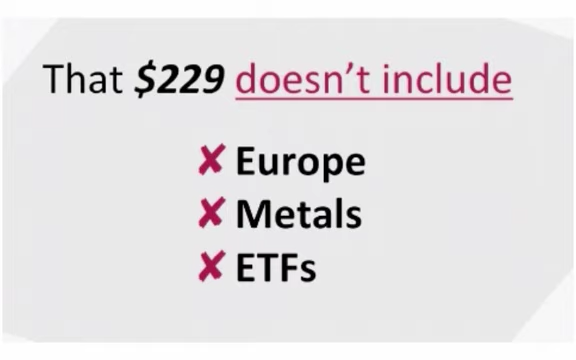 That $229 doesn’t include
✘ Europe
✘ Metals
✘ ETFs